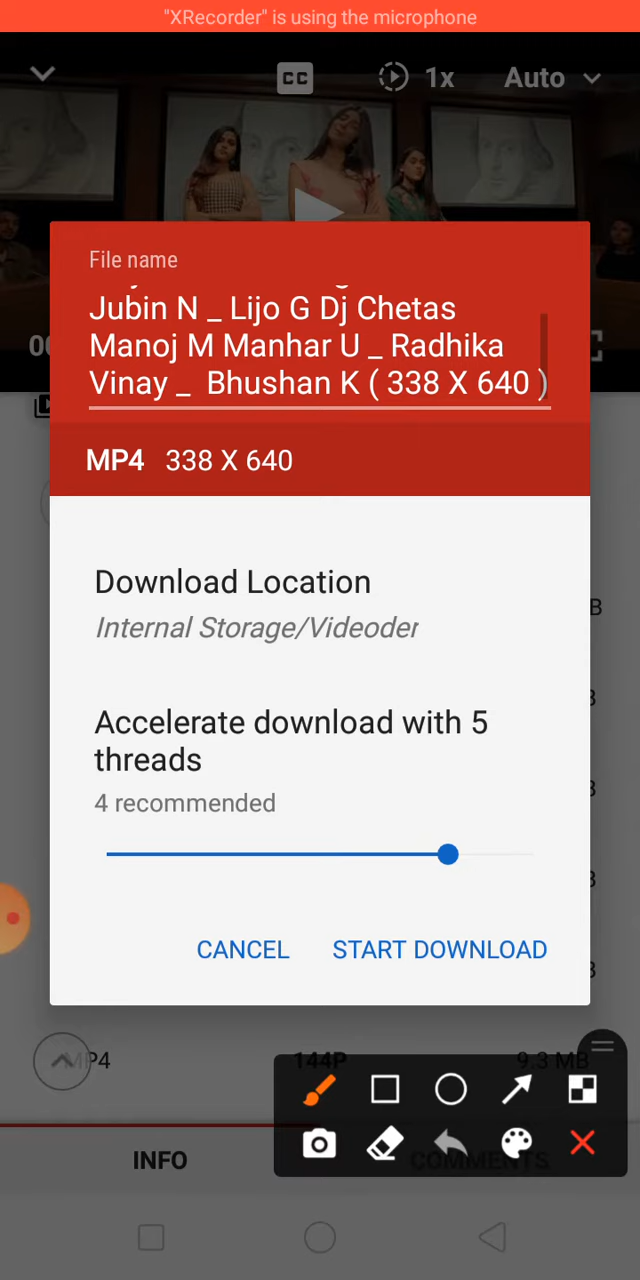 "XRecorder" is using the microphone
CC 1x Auto
File name
Jubin N _ Lijo G Dj Chetas
Manoj M Manhar U _ Radhika
Vinay _ Bhushan K ( 338 X 640 )
MP4 338 X 640
Download Location
Internal Storage/Videoder
Accelerate download with 5
threads
4 recommended
CANCEL START DOWNLOAD
MP4 144P 9.3 MB
INFO COMMENTS